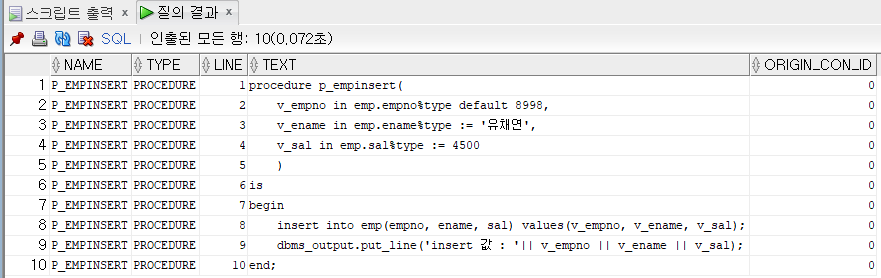 스크립트 출력 x 질의 결과 x
SQL | 인출된 모든 행: 10(0,072초)
NAME TYPE LINE TEXT ORIGIN_CON_ID
1 P_EMPINSERT PROCEDURE 1 procedure p_empinsert( 0
2 P_EMPINSERT PROCEDURE 2 v_empno in emp.empno%type default 8998, 0
3 P_EMPINSERT PROCEDURE 3 v_ename in emp.ename%type := '유채연', 0
4 P_EMPINSERT PROCEDURE 4 v_sal in emp.sal%type := 4500 0
5 P_EMPINSERT PROCEDURE 5 ) 0
6 P_EMPINSERT PROCEDURE 6 is 0
7 P_EMPINSERT PROCEDURE 7 begin 0
8 P_EMPINSERT PROCEDURE 8 insert into emp(empno, ename, sal) values(v_empno, v_ename, v_sal); 0
9 P_EMPINSERT PROCEDURE 9 dbms_output.put_line('insert 값 : '|| v_empno || v_ename || v_sal); 0
10 P_EMPINSERT PROCEDURE 10 end; 0